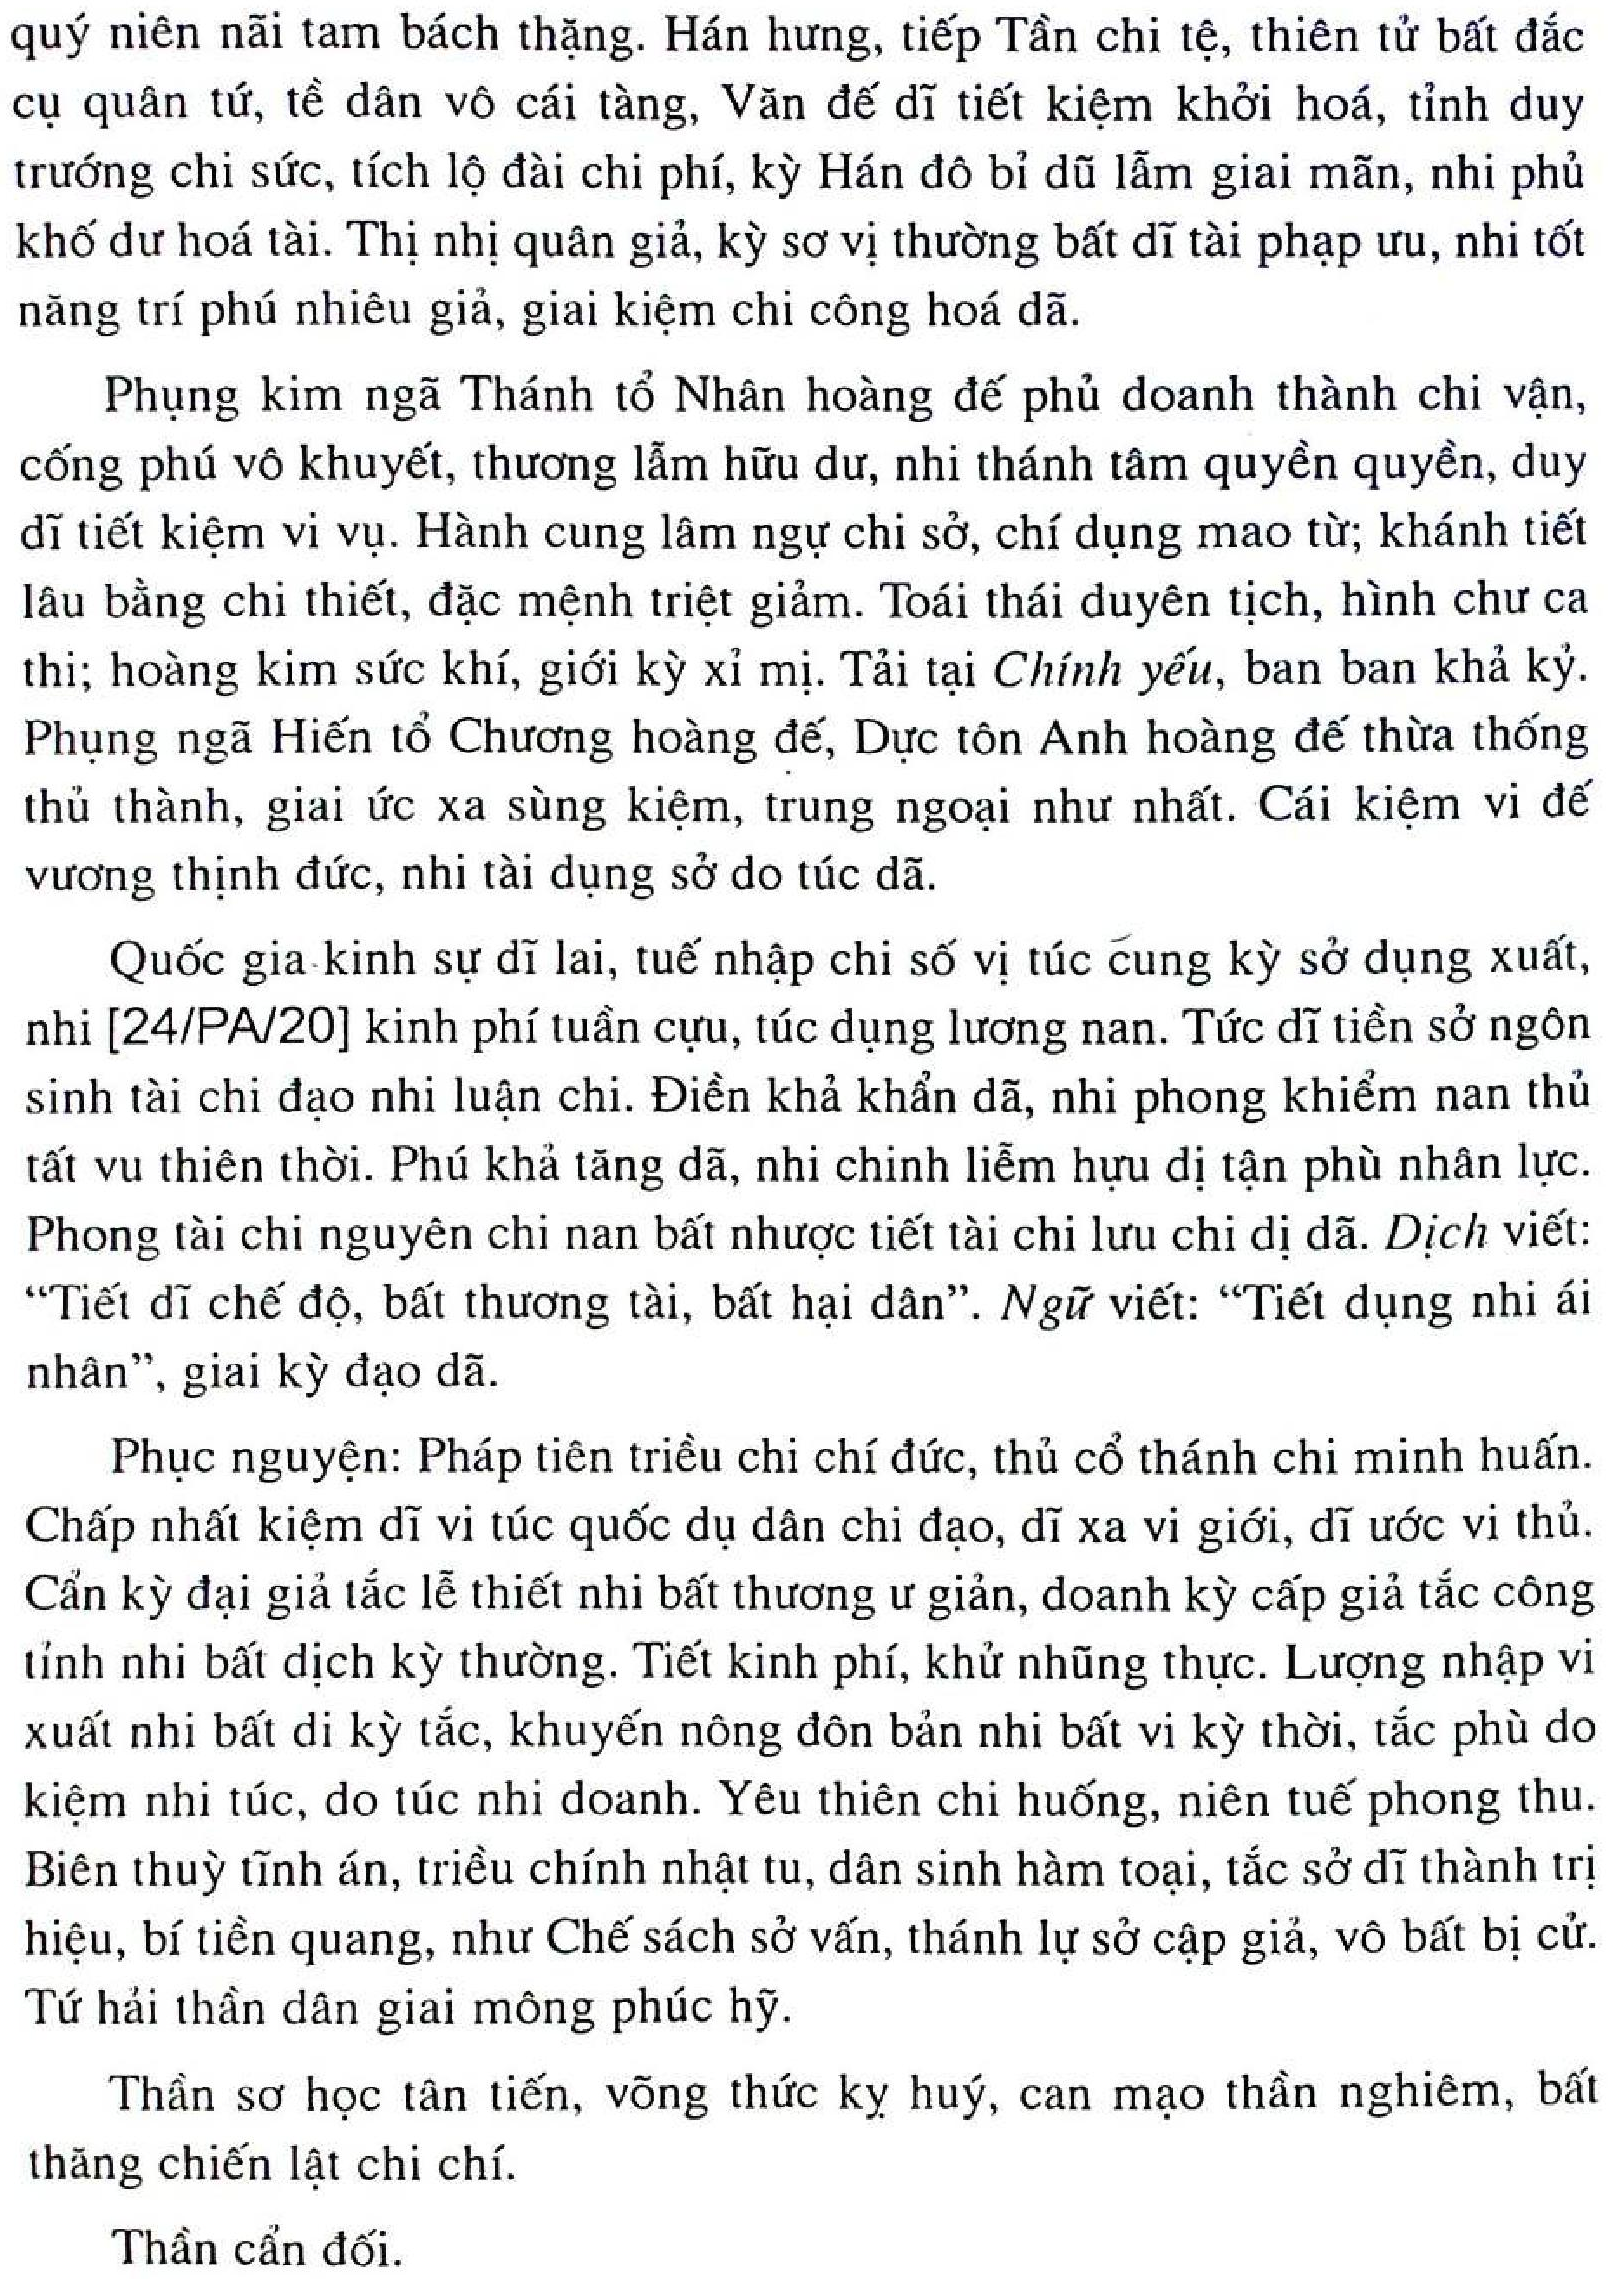 quý niên nãi tam bách thặng. Hán hưng, tiếp Tần chi tệ, thiên tử bất đắc
cụ quân tứ, tề dân vô cái tàng, Văn đế dĩ tiết kiệm khởi hoá, tỉnh duy
trướng chi sức, tích lộ đài chi phí, kỳ Hán đô bỉ dũ lẫm giai mãn, nhi phủ
khố dư hoá tài. Thị nhị quân giả, kỳ sơ vị thường bất dĩ tài phạp ưu, nhi tốt
năng trí phú nhiêu giả, giai kiệm chi công hoá dã.
Phụng kim ngã Thánh tổ Nhân hoàng đế phủ doanh thành chi vận,
cống phú vô khuyết, thương lẫm hữu dư, nhi thánh tâm quyền quyền, duy
dĩ tiết kiệm vi vụ. Hành cung lâm ngự chi sở, chí dụng mao từ; khánh tiết
lâu bằng chi thiết, đặc mệnh triệt giảm. Toái thái duyên tịch, hình chư ca
thi; hoàng kim sức khí, giới kỳ xỉ mị. Tải tại Chính yếu, ban ban khả kỷ.
Phụng ngã Hiến tổ Chương hoàng đế, Dực tôn Anh hoàng đế thừa thống
thủ thành, giai ức xa sùng kiệm, trung ngoại như nhất. Cái kiệm vi đế
vương thịnh đức, nhi tài dụng sở do túc dã.
Quốc gia kinh sự dĩ lai, tuế nhập chi số vị túc cung kỳ sở dụng xuất,
nhi [24/PA/20] kinh phí tuần cựu, túc dụng lương nan. Tức dĩ tiền sở ngôn
sinh tài chi đạo nhi luận chi. Điền khả khẩn dã, nhi phong khiểm nan thủ
tất vu thiên thời. Phú khả tăng dã, nhi chinh liễm hựu dị tận phù nhân lực.
Phong tài chi nguyên chi nan bất nhược tiết tài chi lưu chi dị dã. Dịch viết:
“Tiết dĩ chế độ, bất thương tài, bất hại dân”. Ngữ viết: “Tiết dụng nhi ái
nhân”, giai kỳ đạo dã.
Phục nguyện: Pháp tiên triều chi chí đức, thủ cổ thánh chi minh huấn.
Chấp nhất kiệm dĩ vi túc quốc dụ dân chi đạo, dĩ xa vi giới, dĩ ước vi thủ.
Cẩn kỳ đại giả tắc lễ thiết nhi bất thương ư giản, doanh kỳ cấp giả tắc công
tỉnh nhi bất dịch kỳ thường. Tiết kinh phí, khử nhũng thực. Lượng nhập vi
xuất nhi bất di kỳ tắc, khuyến nông đôn bản nhi bất vi kỳ thời, tắc phù do
kiệm nhi túc, do túc nhi doanh. Yêu thiên chi huống, niên tuế phong thu.
Biên thuỳ tĩnh án, triều chính nhật tu, dân sinh hàm toại, tắc sở dĩ thành trị
hiệu, bí tiền quang, như Chế sách sở vấn, thánh lự sở cập giả, vô bất bị cử.
Tứ hải thần dân giai mông phúc hỹ.
Thần sơ học tân tiến, võng thức kỵ huý, can mạo thần nghiêm, bất
thăng chiến lật chi chí.
Thần cẩn đối.